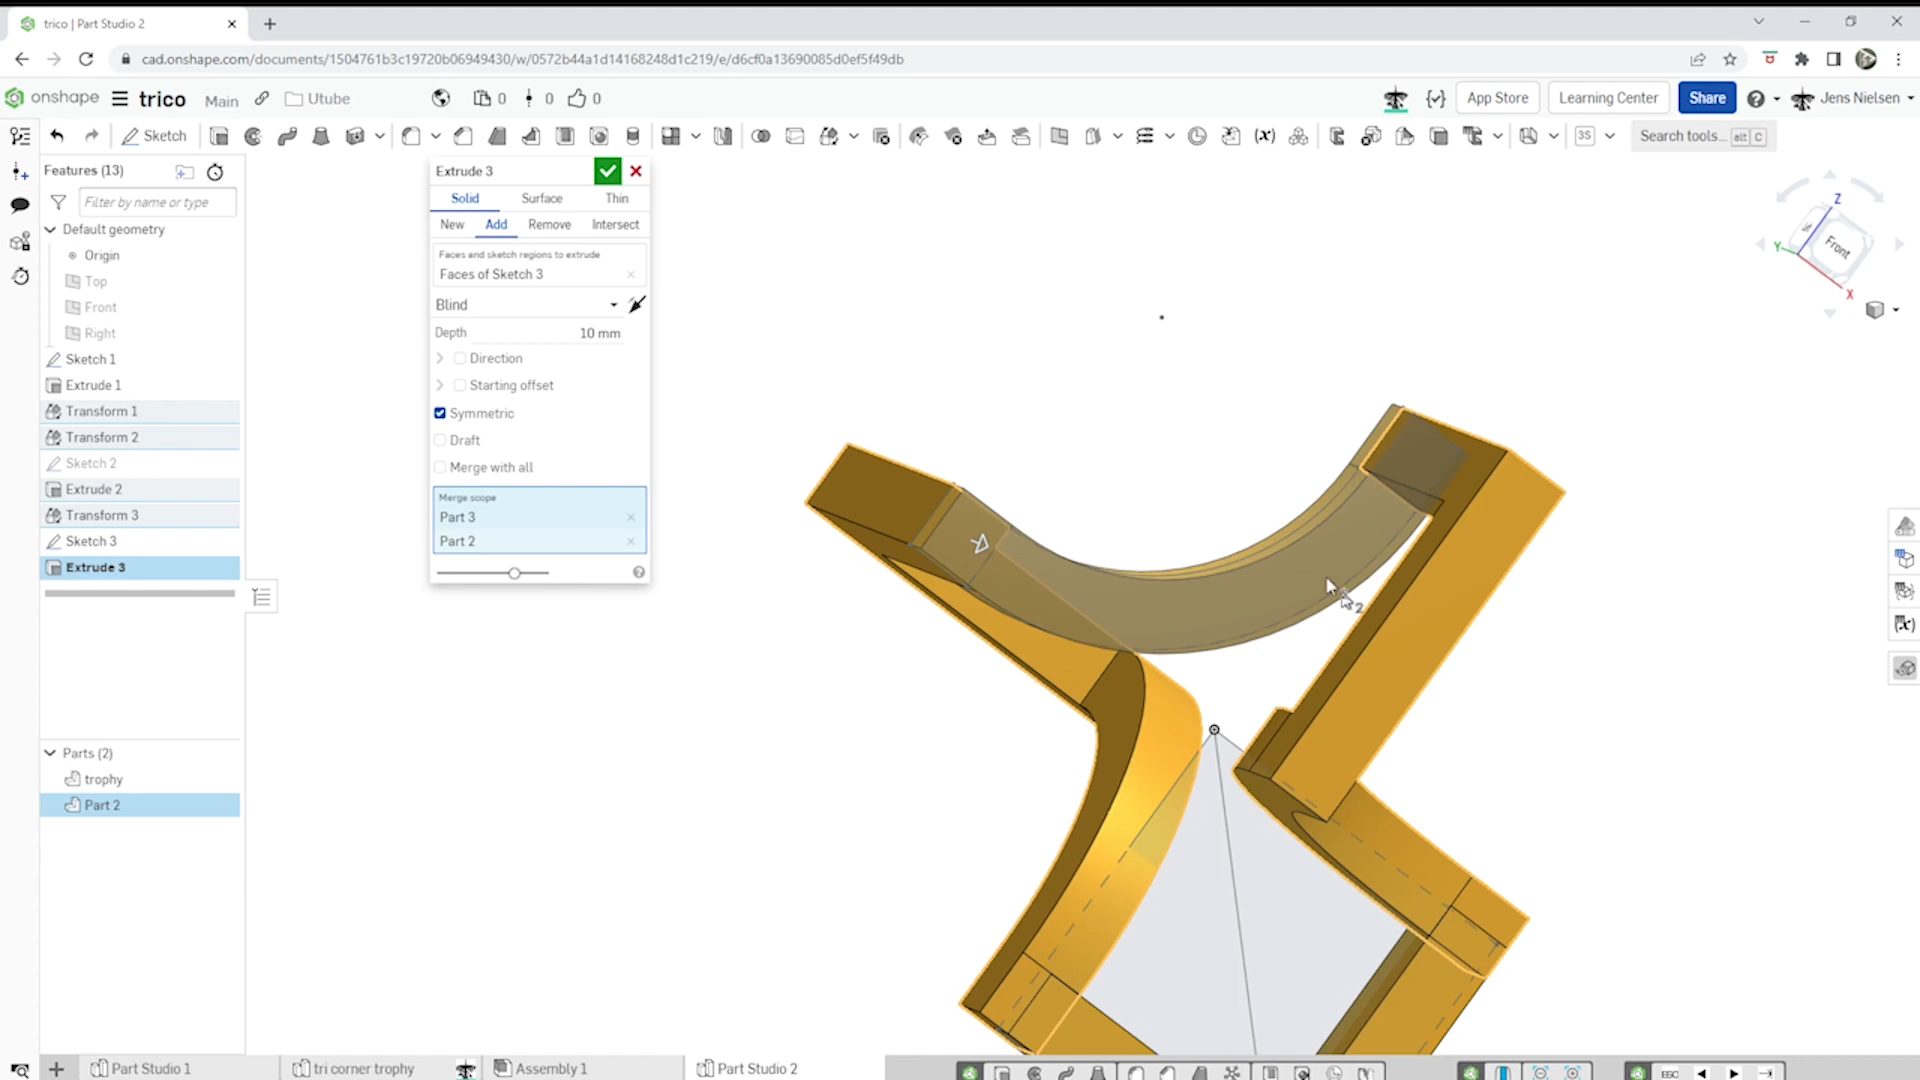 trico | Part Studio 2
cad.onshape.com/documents/1504761b3c19720b06949430/w/0572b44a1d14168248d1c219/e/d6cf0a13690085d0ef5f49db
onshape
trico
Main
Utube
0
0
0
App Store
Learning Center
Share
Jens Nielsen
Sketch
3S
Search tools...
alt
C
Features (13)
Filter by name or type
Default geometry
Origin
Top
Front
Right
Sketch 1
Extrude 1
Transform 1
Transform 2
Sketch 2
Extrude 2
Transform 3
Sketch 3
Extrude 3
Parts (2)
trophy
Part 2
Extrude 3
Solid
Surface
Thin
New
Add
Remove
Intersect
Faces and sketch regions to extrude
Faces of Sketch 3
Blind
Depth
10 mm
Direction
Starting offset
Symmetric
Draft
Merge with all
Merge scope
Part 3
Part 2
Z
Y
X
Front
2
(x)
(x)
Part Studio 1
tri corner trophy
Assembly 1
Part Studio 2
ESC